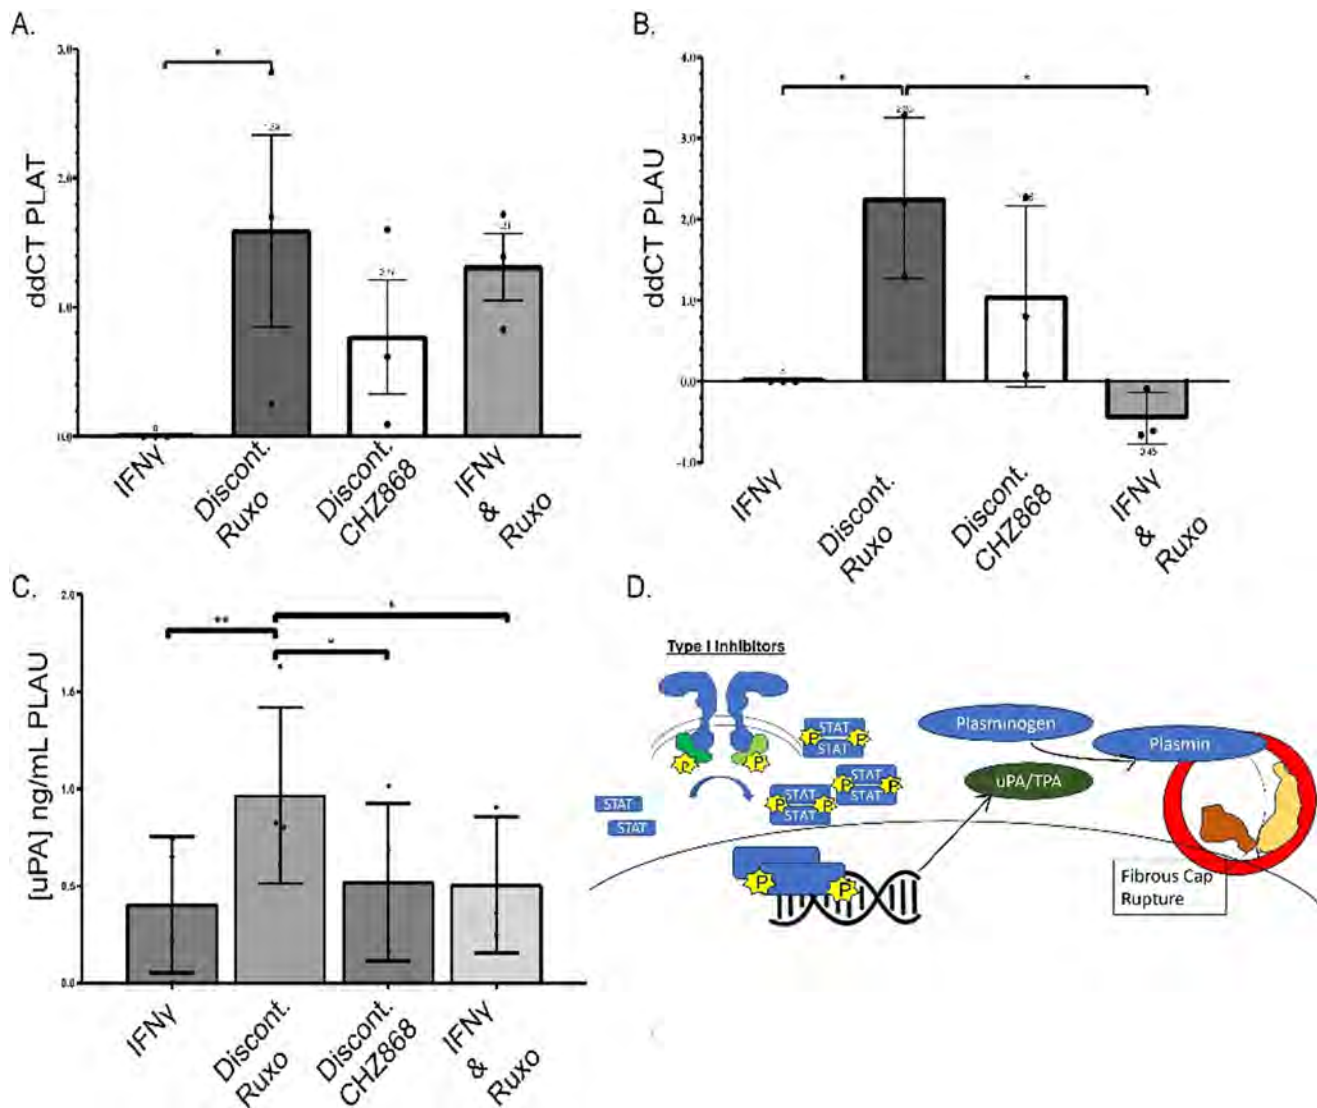 A.
3.0
2.0
1.0
0.0
ddCT PLAT
0
IFNγ
Discont.
Ruxo
Discont.
CHZ868
IFNγ
&
Ruxo
B.
4.0
3.0
2.0
1.0
0.0
-1.0
ddCT PLAU
*
*
IFNγ
Discont.
Ruxo
Discont.
CHZ868
IFNγ
&
Ruxo
C.
2.0
1.0
0.5
0.0
[uPA] ng/mL PLAU
**
IFNγ
Discont.
Ruxo
Discont.
CHZ868
IFNγ
&
Ruxo
D.
Type I Inhibitors
P
P
STAT
P P
STAT
STAT
P P
STAT
STAT
P P
STAT
STAT
STAT
P
P
Plasminogen
Plasmin
uPA/TPA
Fibrous Cap
Rupture